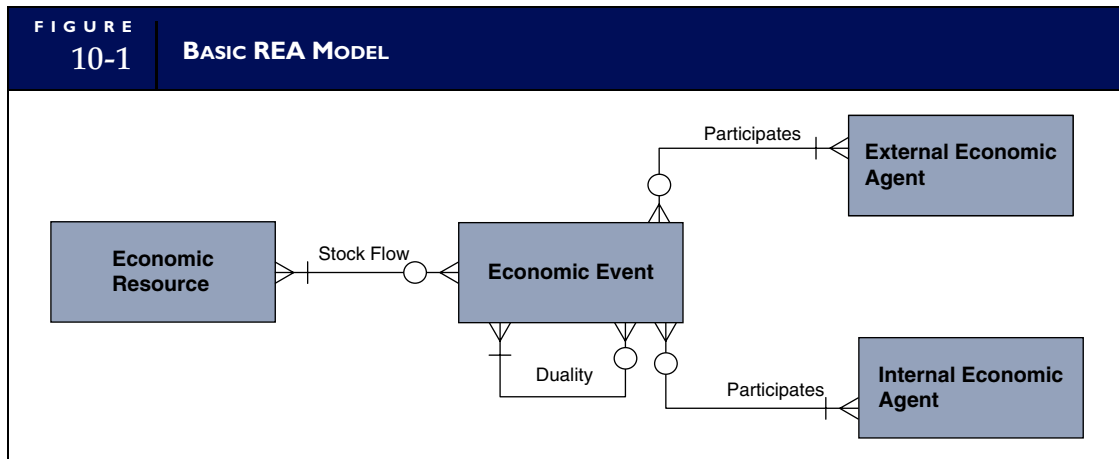 FIGURE
10-1
BASIC REA MODEL
Participates
External Economic
Agent
Economic
Resource
Stock Flow
Economic Event
Duality
Participates
Internal Economic
Agent